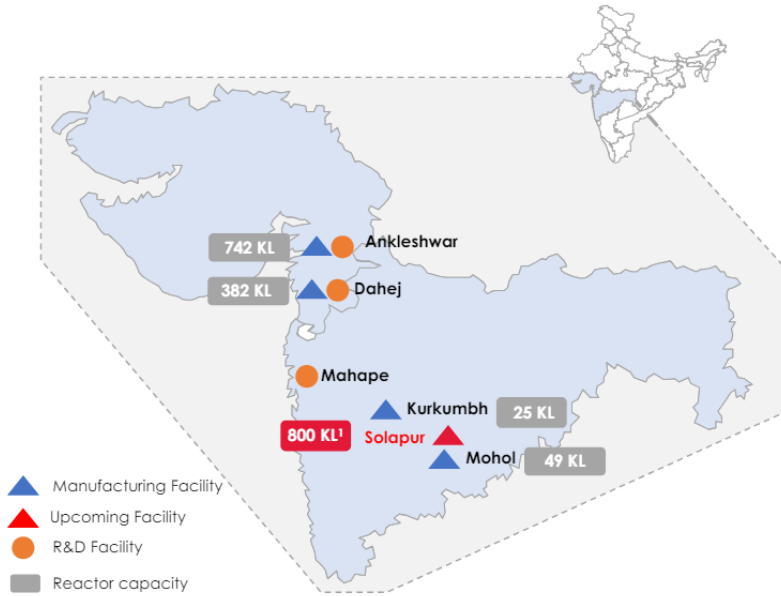 742 KL
Ankleshwar
382 KL
Dahej
Mahape
Kurkumbh
25 KL
800 KL¹
Solapur
Mohol
49 KL
Manufacturing Facility
Upcoming Facility
R&D Facility
Reactor capacity